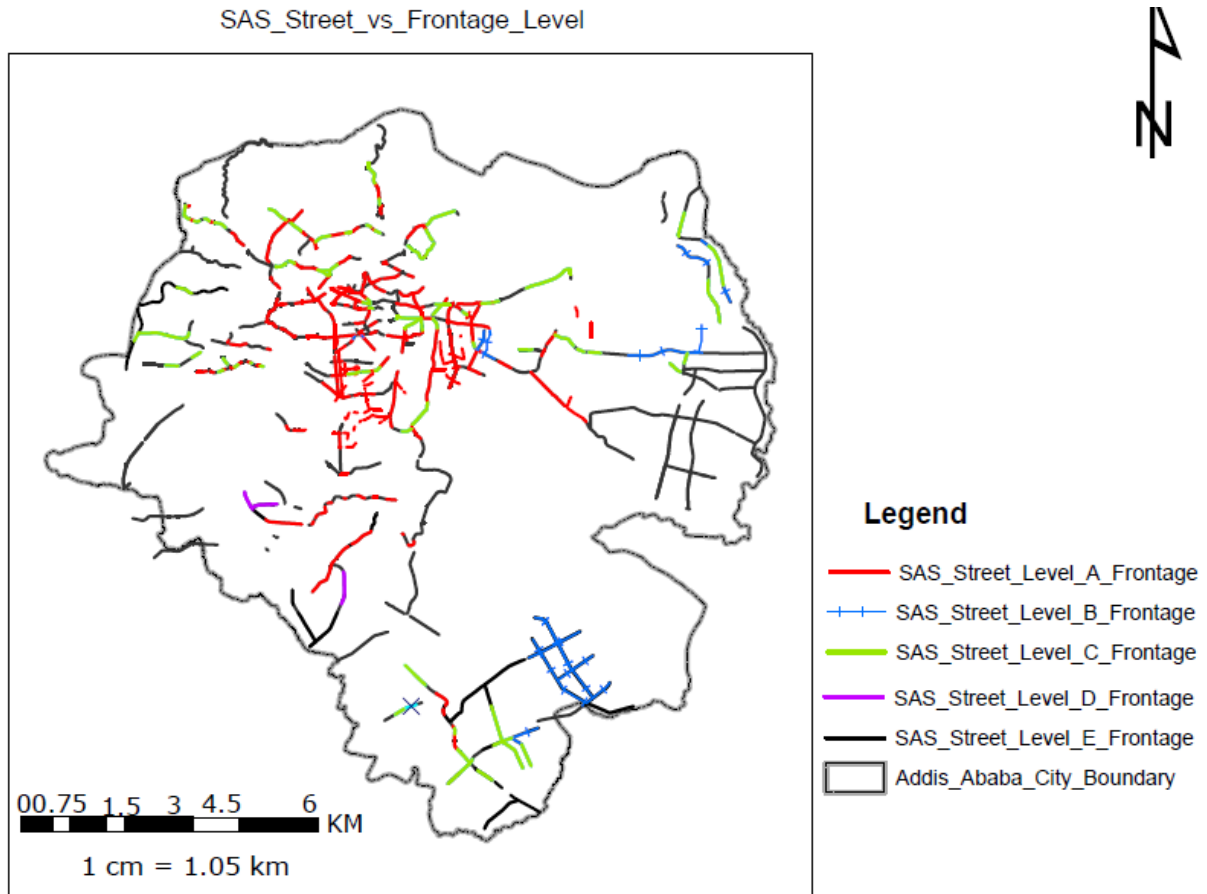 SAS_Street_vs_Frontage_Level
N
Legend
SAS_Street_Level_A_Frontage
SAS_Street_Level_B_Frontage
SAS_Street_Level_C_Frontage
SAS_Street_Level_D_Frontage
SAS_Street_Level_E_Frontage
Addis_Ababa_City_Boundary
00.75 1.5 3 4.5 6
KM
1 cm = 1.05 km